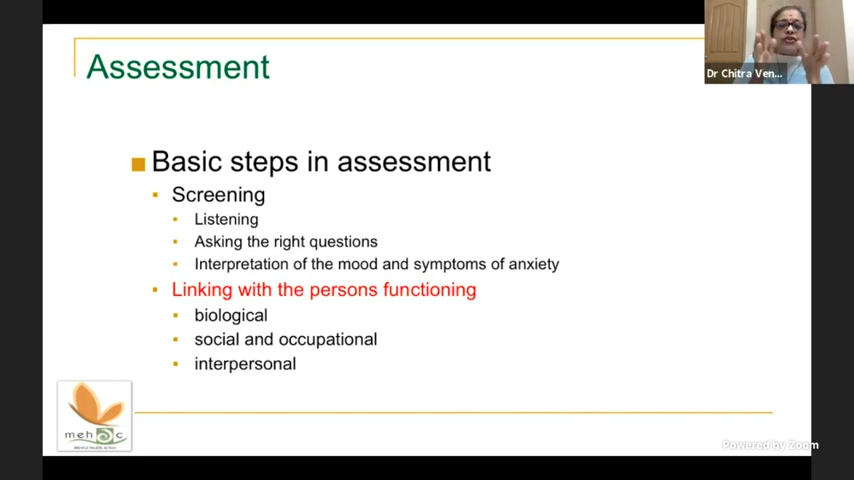 Assessment
Dr Chitra Ven...
Basic steps in assessment
Screening
Listening
Asking the right questions
Interpretation of the mood and symptoms of anxiety
Linking with the persons functioning
biological
social and occupational
interpersonal
Powered by Zoom